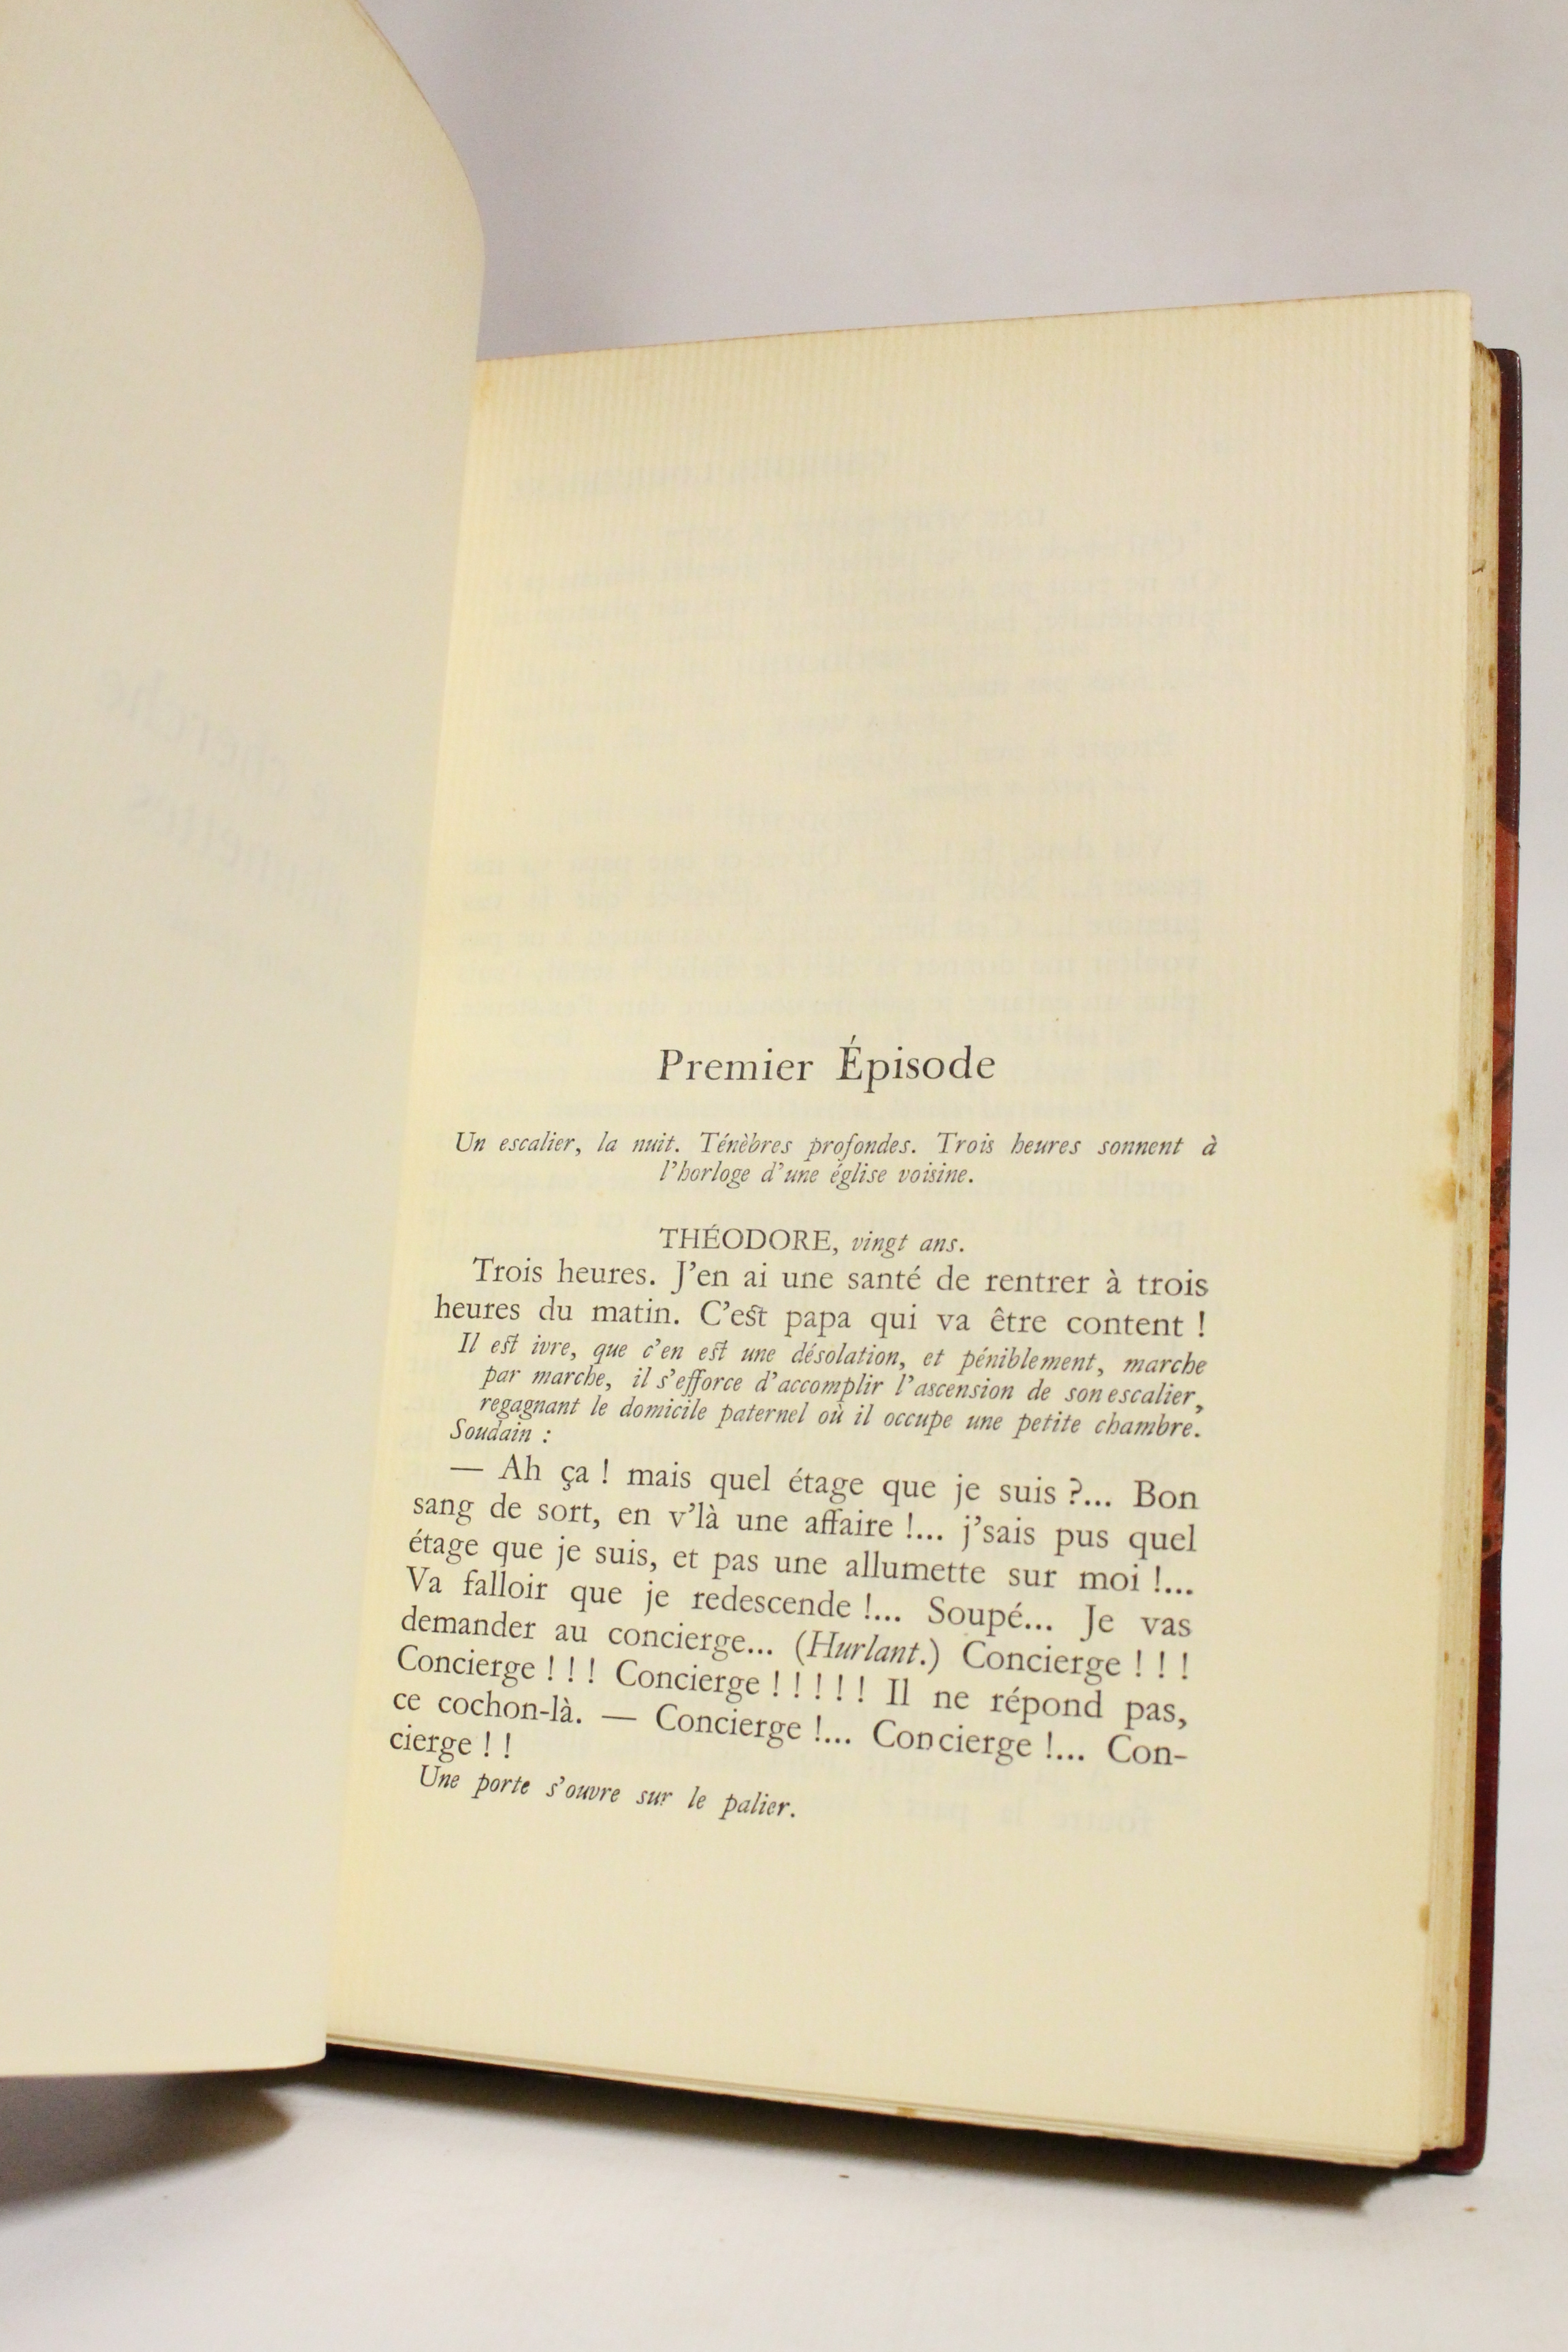 Premier Épisode
Un escalier, la nuit. Ténèbres profondes. Trois heures sonnent à
l'horloge d'une église voisine.
THÉODORE, vingt ans.
Trois heures. J'en ai une santé de rentrer à trois
heures du matin. C'est papa qui va être content !
Il est ivre, que c'en est une désolation, et péniblement, marche
par marche, il s'efforce d'accomplir l'ascension de son escalier,
regagnant le domicile paternel où il occupe une petite chambre.
Soudain :
— Ah ça ! mais quel étage que je suis ?... Bon
sang de sort, en v'là une affaire !... j'sais pus quel
étage que je suis, et pas une allumette sur moi !...
Va falloir que je redescende !... Soupé... Je vas
demander au concierge... (Hurlant.) Concierge ! ! !
Concierge ! ! ! Concierge ! ! ! ! ! Il ne répond pas,
ce cochon-là. — Concierge !... Concierge !... Con-
cierge ! !
Une porte s'ouvre sur le palier.